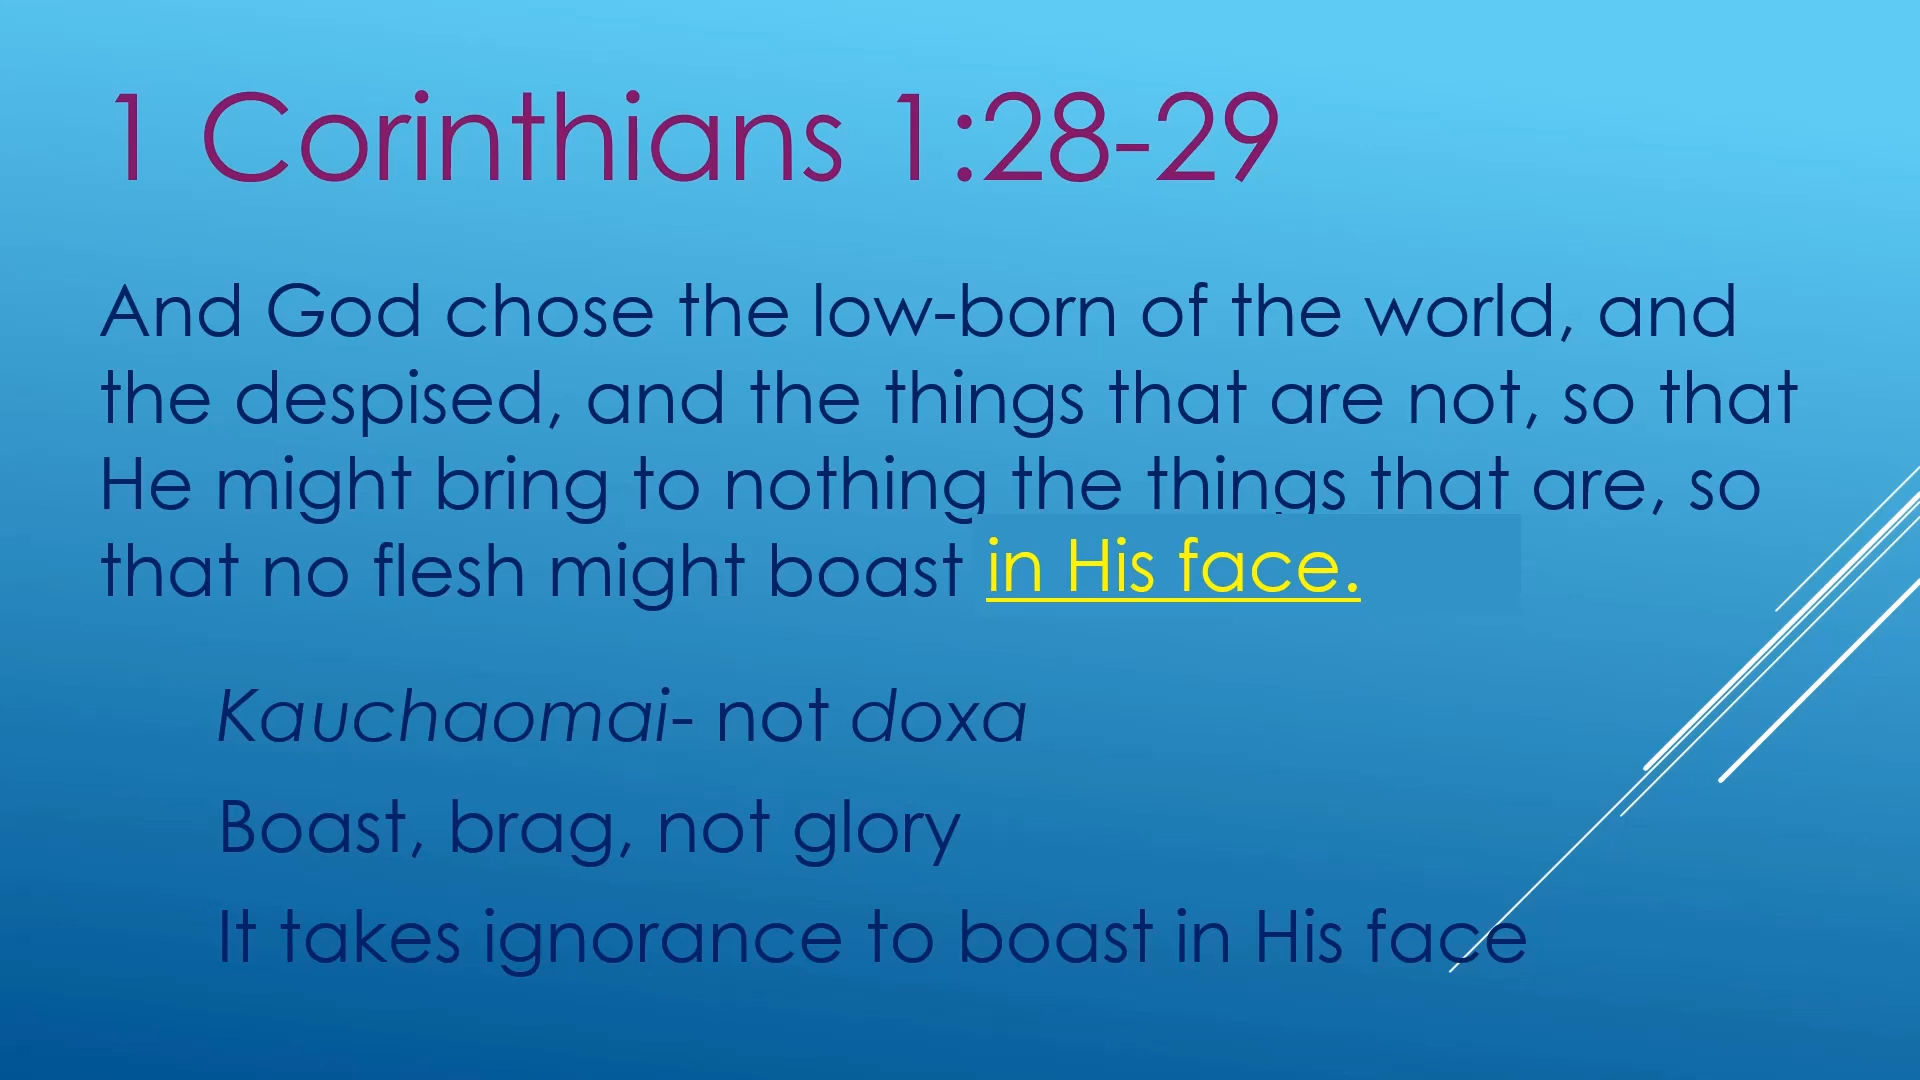 1 Corinthians 1:28-29
And God chose the low-born of the world, and
the despised, and the things that are not, so that
He might bring to nothing the things that are, so
that no flesh might boast in His face.
Kauchaomai- not doxa
Boast, brag, not glory
It takes ignorance to boast in His face